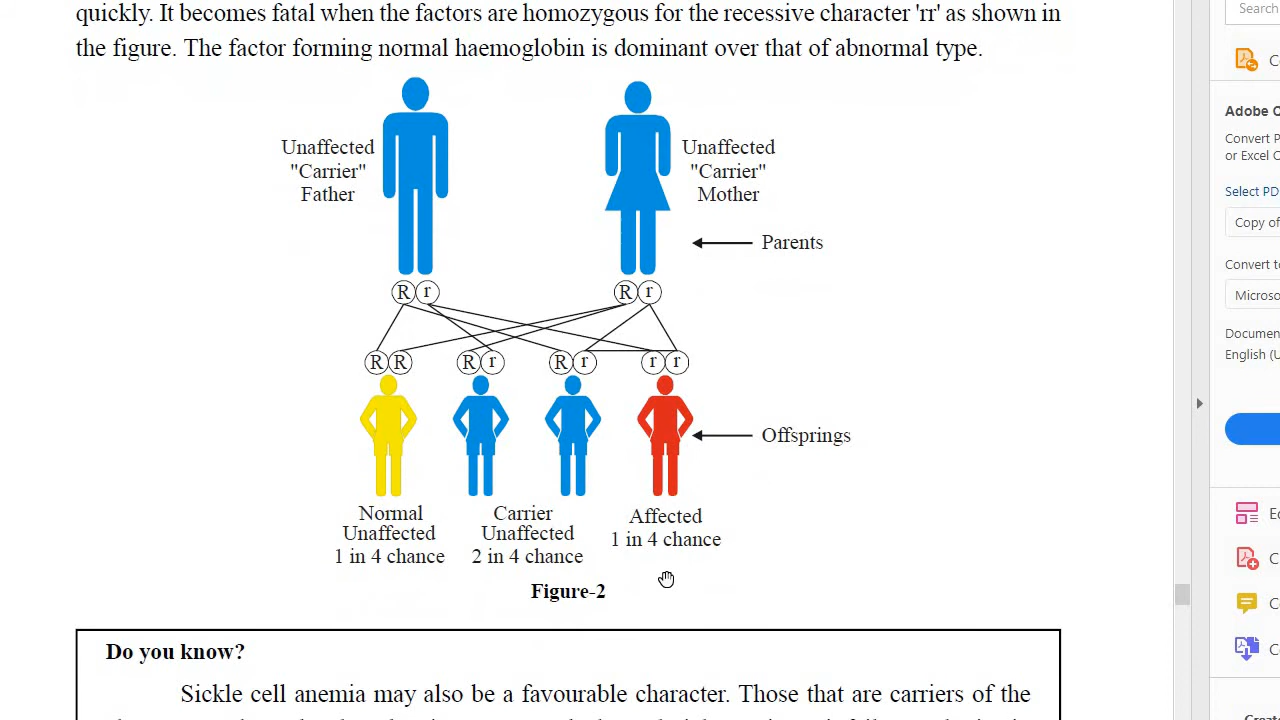 quickly. It becomes fatal when the factors are homozygous for the recessive character 'rr' as shown in
the figure. The factor forming normal haemoglobin is dominant over that of abnormal type.
Unaffected
"Carrier"
Father
Unaffected
"Carrier"
Mother
Parents
R r
R r
R R
R r
R r
r r
Offsprings
Normal
Unaffected
1 in 4 chance
Carrier
Unaffected
2 in 4 chance
Affected
1 in 4 chance
Figure-2
Do you know?
Sickle cell anemia may also be a favourable character. Those that are carriers of the
Search
Adobe
Convert
or Excel
Select PD
Copy of
Convert
Microso
Documen
English (U